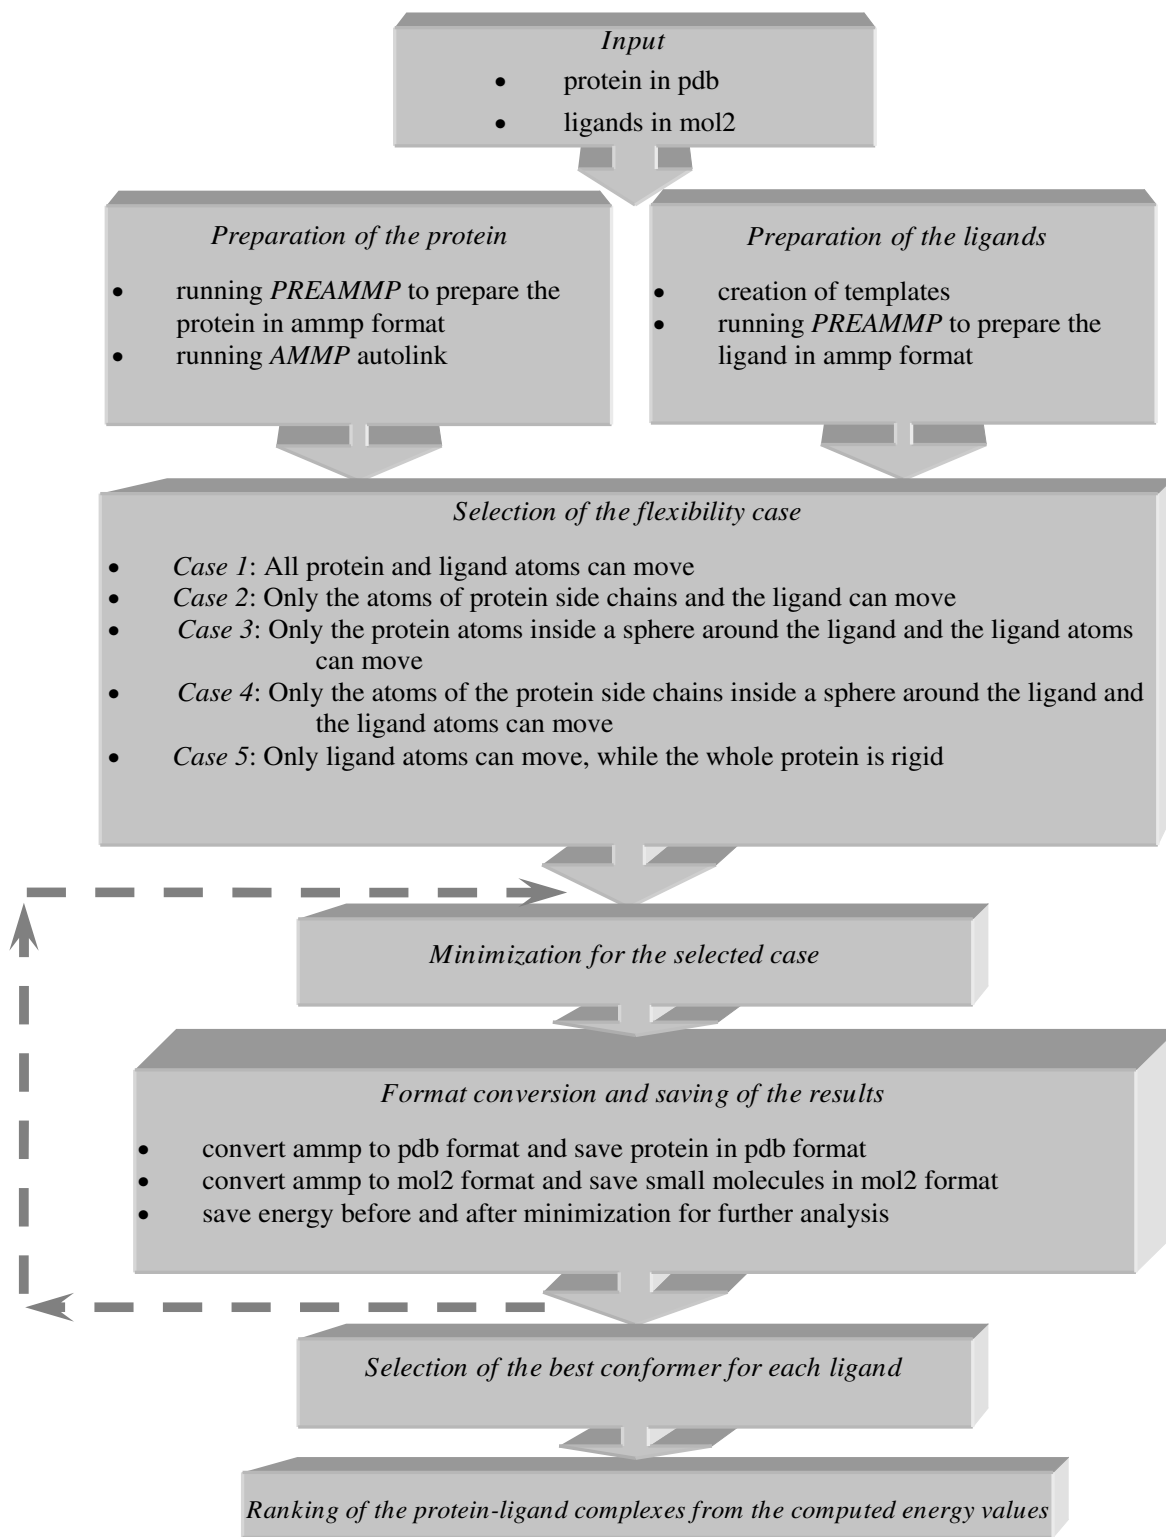 Input
• protein in pdb
• ligands in mol2
Preparation of the protein
• running PREAMMP to prepare the
protein in ammp format
• running AMMP autolink
Preparation of the ligands
• creation of templates
• running PREAMMP to prepare the
ligand in ammp format
Selection of the flexibility case
• Case 1: All protein and ligand atoms can move
• Case 2: Only the atoms of protein side chains and the ligand can move
• Case 3: Only the protein atoms inside a sphere around the ligand and the ligand atoms
can move
• Case 4: Only the atoms of the protein side chains inside a sphere around the ligand and
the ligand atoms can move
• Case 5: Only ligand atoms can move, while the whole protein is rigid
Minimization for the selected case
Format conversion and saving of the results
• convert ammp to pdb format and save protein in pdb format
• convert ammp to mol2 format and save small molecules in mol2 format
• save energy before and after minimization for further analysis
Selection of the best conformer for each ligand
Ranking of the protein-ligand complexes from the computed energy values